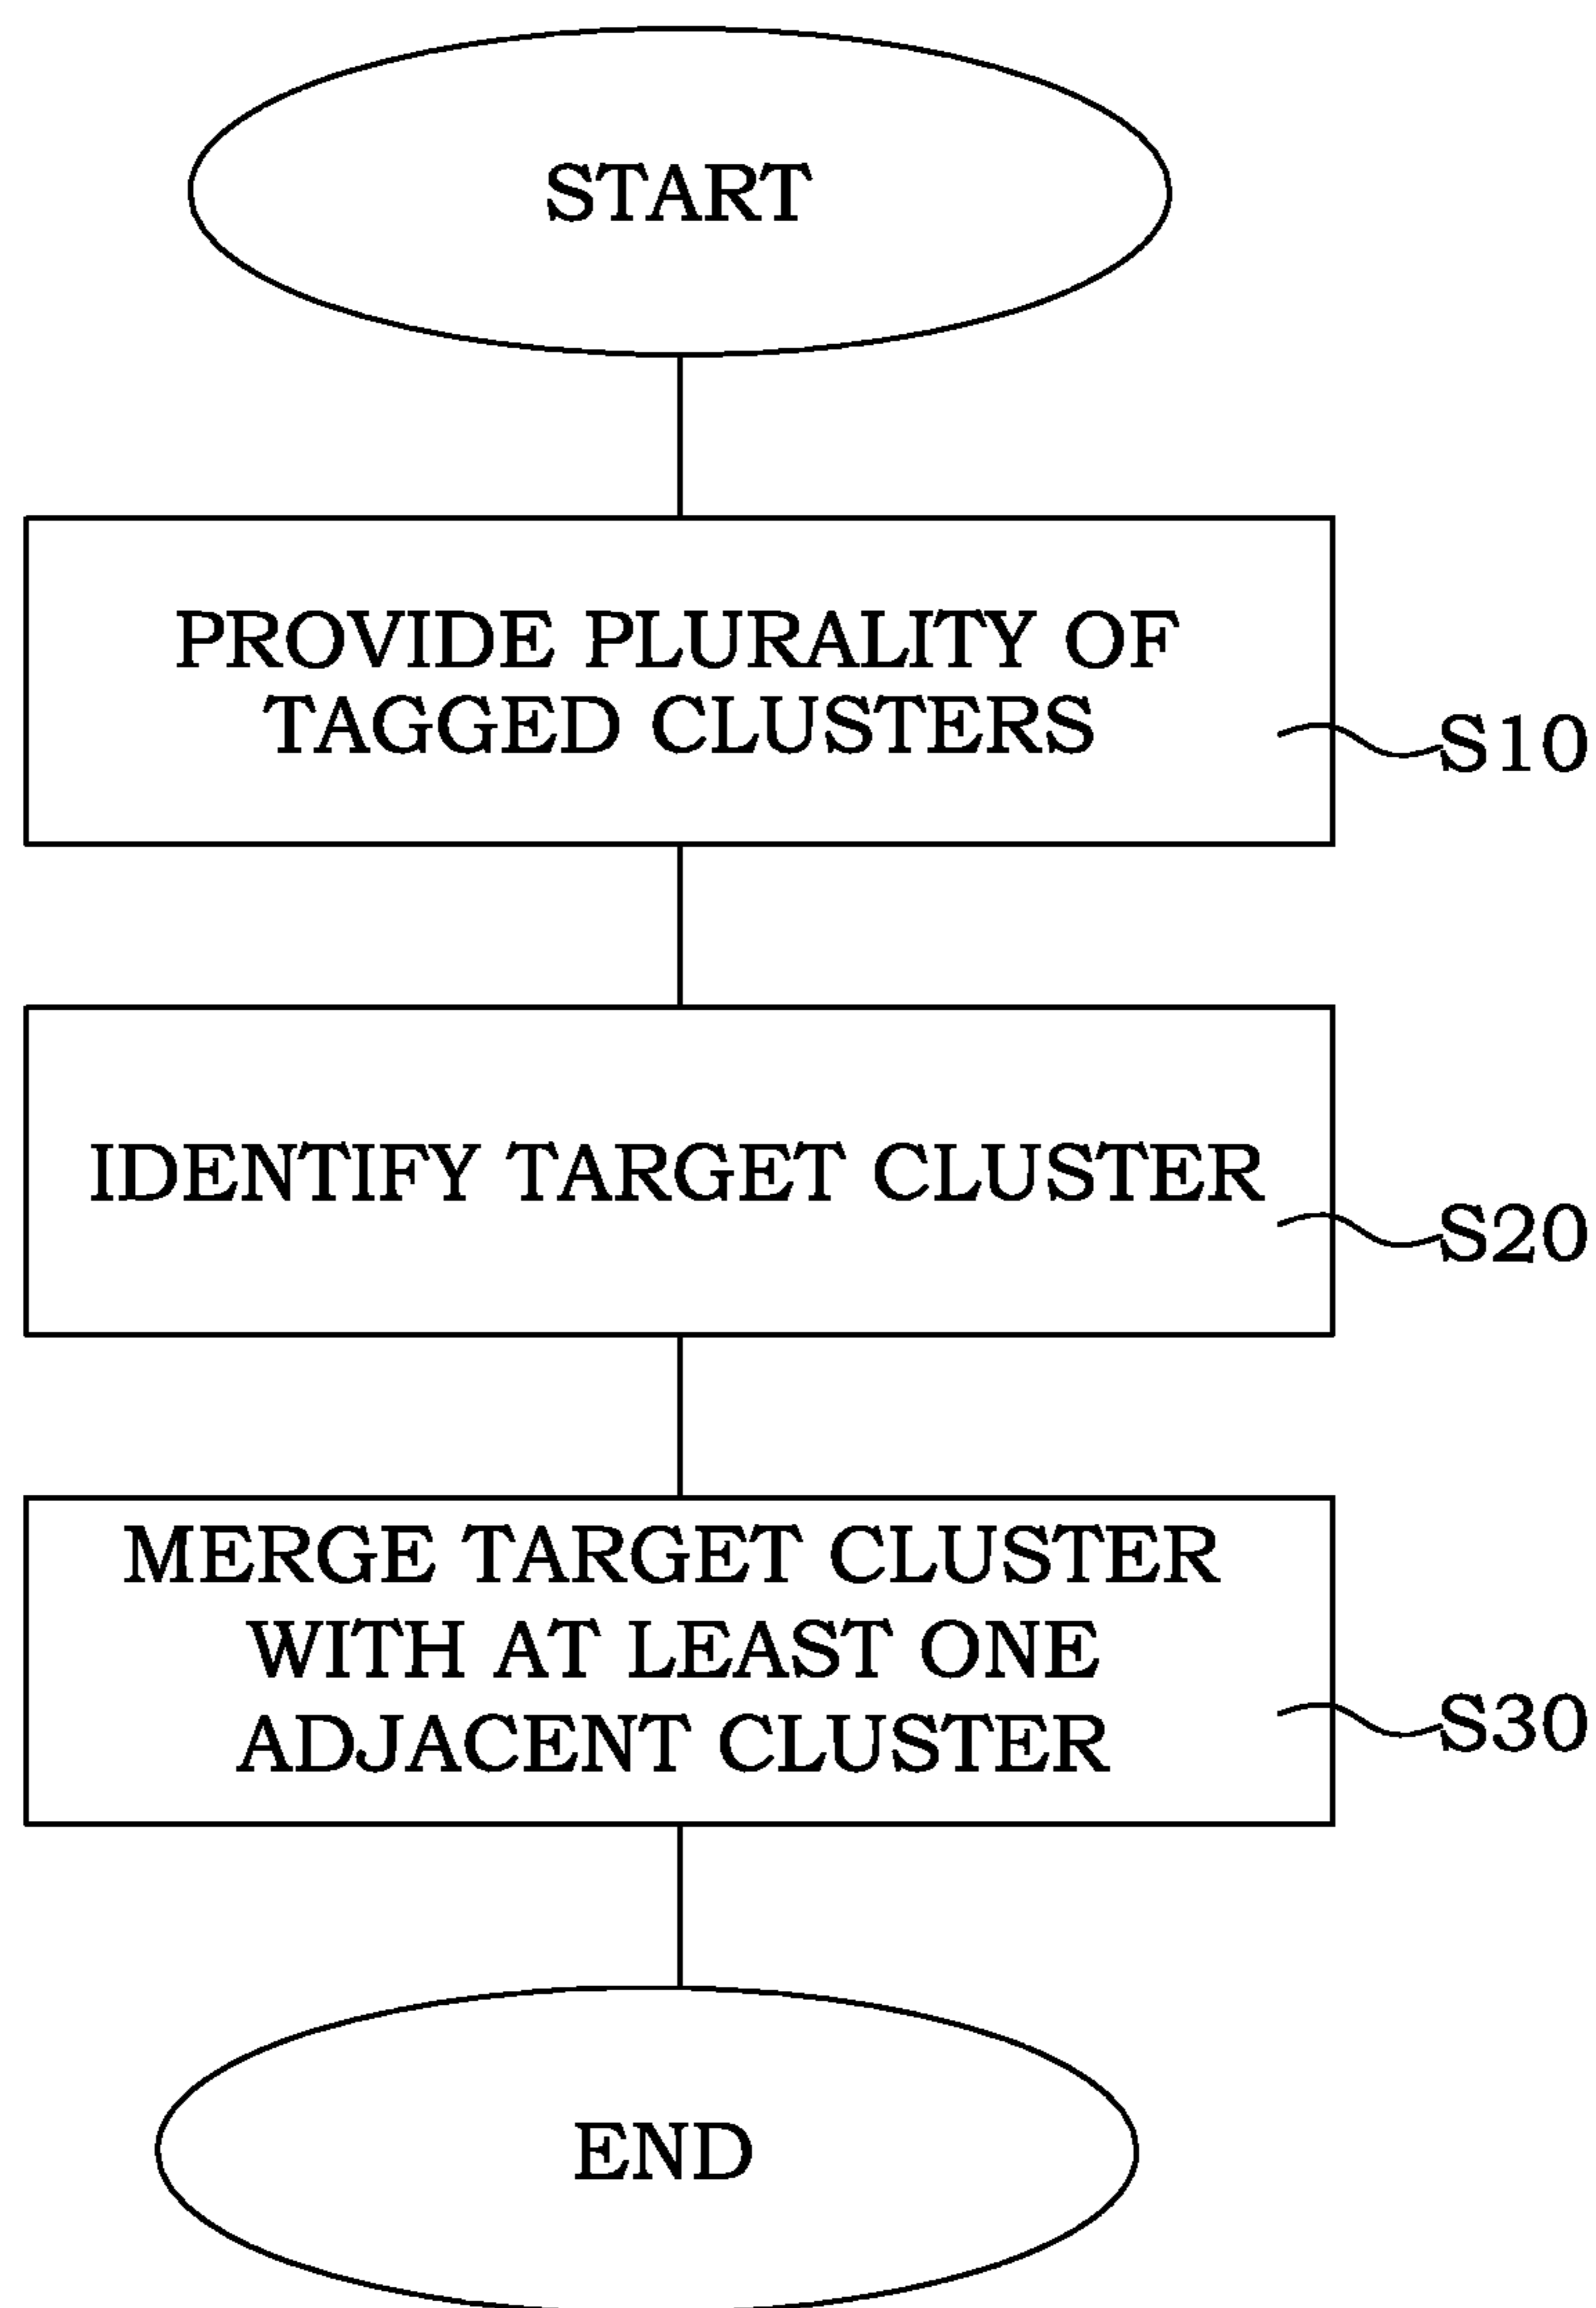 START
PROVIDE PLURALITY OF
TAGGED CLUSTERS
S10
IDENTIFY TARGET CLUSTER
S20
MERGE TARGET CLUSTER
WITH AT LEAST ONE
ADJACENT CLUSTER
S30
END